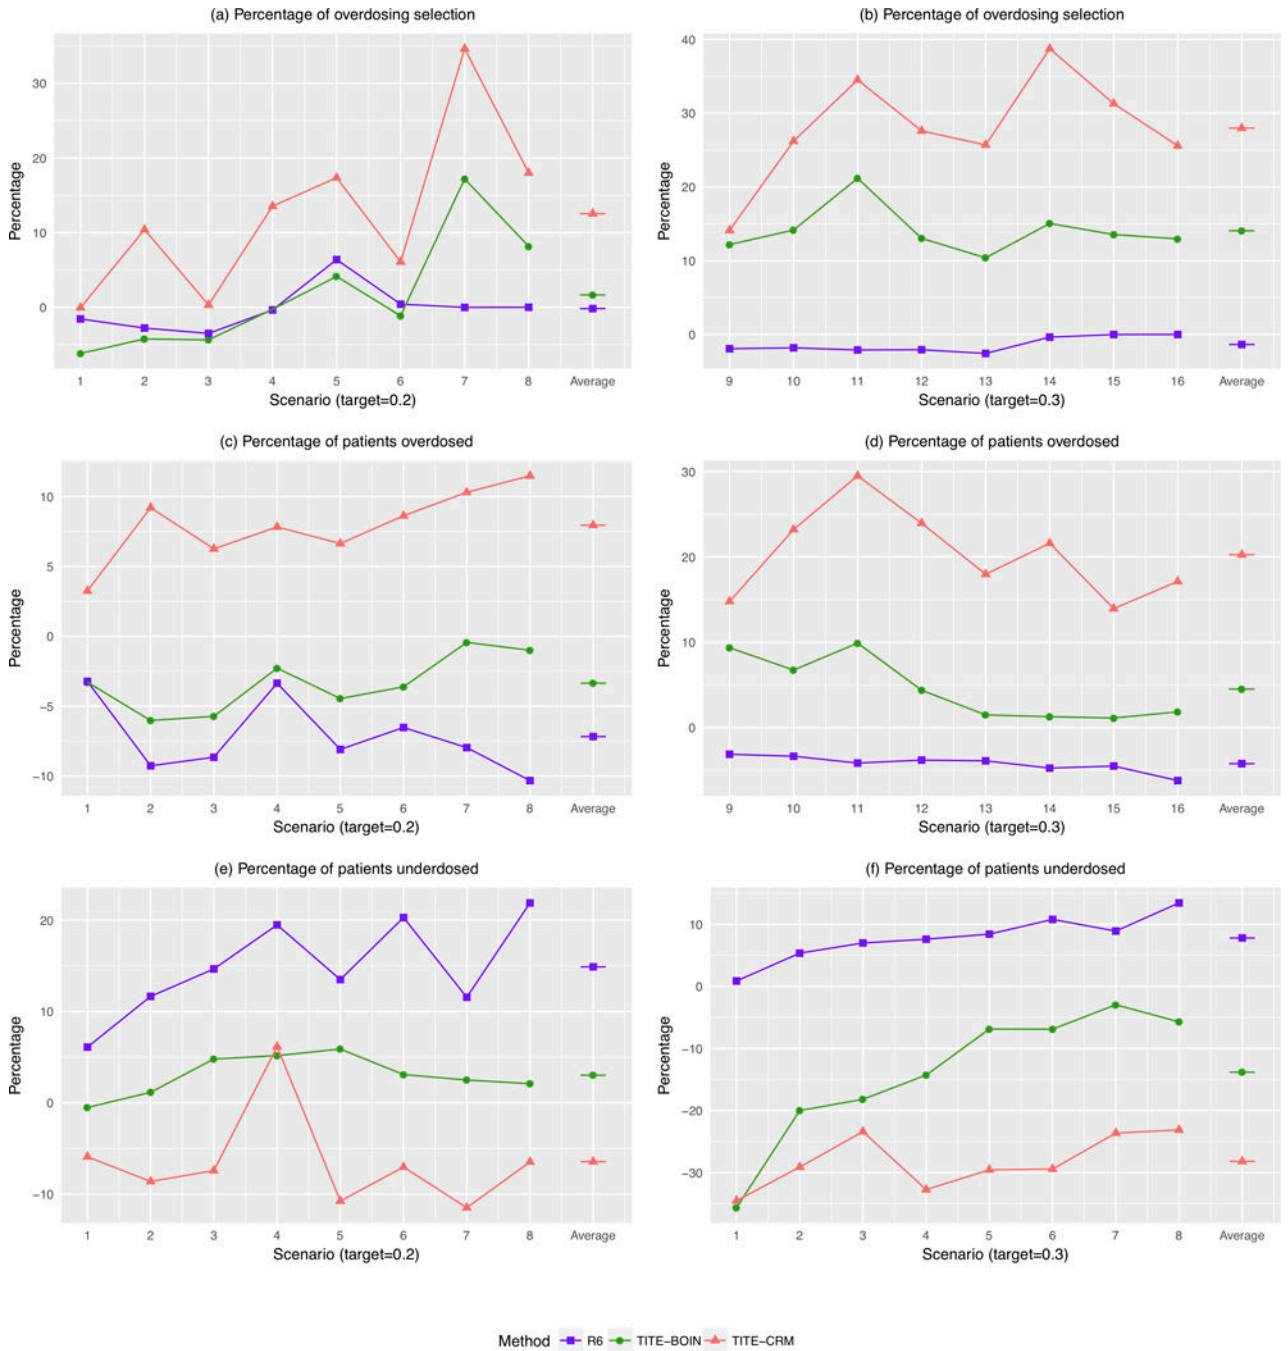 (a) Percentage of overdosing selection
(b) Percentage of overdosing selection
Percentage
30
20
10
0
1 2 3 4 5 6 7 8 Average
Scenario (target=0.2)
Percentage
40
30
20
10
0
9 10 11 12 13 14 15 16 Average
Scenario (target=0.3)
(c) Percentage of patients overdosed
(d) Percentage of patients overdosed
Percentage
10
5
0
−5
−10
1 2 3 4 5 6 7 8 Average
Scenario (target=0.2)
Percentage
30
20
10
0
9 10 11 12 13 14 15 16 Average
Scenario (target=0.3)
(e) Percentage of patients underdosed
(f) Percentage of patients underdosed
Percentage
20
10
0
−10
1 2 3 4 5 6 7 8 Average
Scenario (target=0.2)
Percentage
10
0
−10
−20
−30
1 2 3 4 5 6 7 8 Average
Scenario (target=0.3)
Method R6 TITE−BOIN TITE−CRM